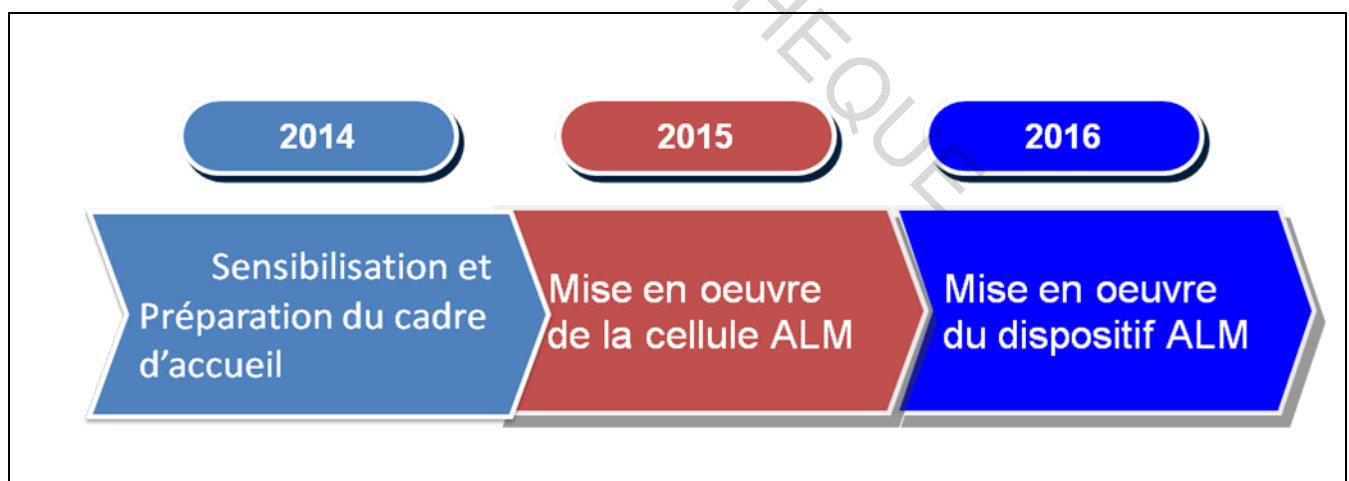 HEQUE
2014
2015
2016
Sensibilisation et
Préparation du cadre
d'accueil
Mise en oeuvre
de la cellule ALM
Mise en oeuvre
du dispositif ALM